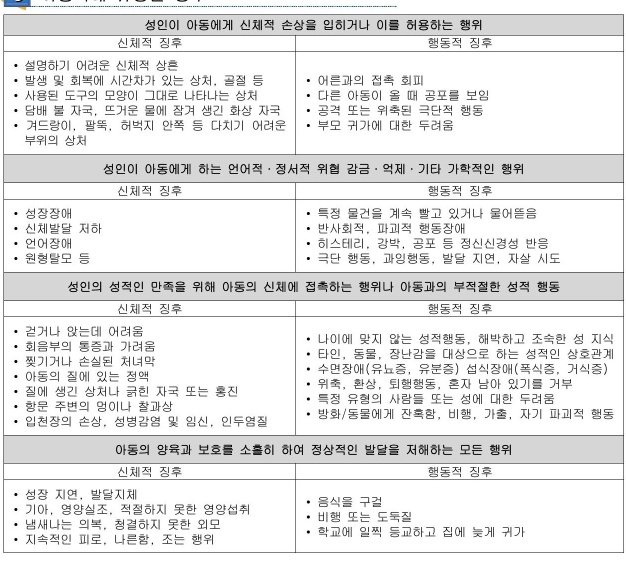 성인이 아동에게 신체적 손상을 입히거나 이를 허용하는 행위
신체적 징후
행동적 징후
• 설명하기 어려운 신체적 상흔
• 발생 및 회복에 시간차가 있는 상처, 골절 등
• 사용된 도구의 모양이 그대로 나타나는 상처
• 담배 불 자국, 뜨거운 물에 잠겨 생긴 화상 자국
• 겨드랑이, 팔뚝, 허벅지 안쪽 등 다치기 어려운
부위의 상처
• 어른과의 접촉 회피
• 다른 아동이 울 때 공포를 보임
• 공격 또는 위축된 극단적 행동
• 부모 귀가에 대한 두려움
성인이 아동에게 하는 언어적·정서적 위협 감금·억제·기타 가학적인 행위
신체적 징후
행동적 징후
• 성장장애
• 신체발달 저하
• 언어장애
• 원형탈모 등
• 특정 물건을 계속 빨고 있거나 물어뜯음
• 반사회적, 파괴적 행동장애
• 히스테리, 강박, 공포 등 정신신경성 반응
• 극단 행동, 과잉행동, 발달 지연, 자살 시도
성인의 성적인 만족을 위해 아동의 신체에 접촉하는 행위나 아동과의 부적절한 성적 행동
신체적 징후
행동적 징후
• 걷거나 앉는데 어려움
• 회음부의 통증과 가려움
• 찢기거나 손실된 처녀막
• 아동의 질에 있는 정액
• 질에 생긴 상처나 긁힌 자국 또는 홍진
• 항문 주변의 멍이나 찰과상
• 입천장의 손상, 성병감염 및 임신, 인두염질
• 나이에 맞지 않는 성적행동, 해박하고 조숙한 성 지식
• 타인, 동물, 장난감을 대상으로 하는 성적인 상호관계
• 수면장애(유뇨증, 유분증) 섭식장애(폭식증, 거식증)
• 위축, 환상, 퇴행행동, 혼자 남아 있기를 거부
• 특정 유형의 사람들 또는 성에 대한 두려움
• 방화/동물에게 잔혹함, 비행, 가출, 자기 파괴적 행동
아동의 양육과 보호를 소홀히 하여 정상적인 발달을 저해하는 모든 행위
신체적 징후
행동적 징후
• 성장 지연, 발달지체
• 기아, 영양실조, 적절하지 못한 영양섭취
• 냄새나는 의복, 청결하지 못한 외모
• 지속적인 피로, 나른함, 조는 행위
• 음식을 구걸
• 비행 또는 도둑질
• 학교에 일찍 등교하고 집에 늦게 귀가